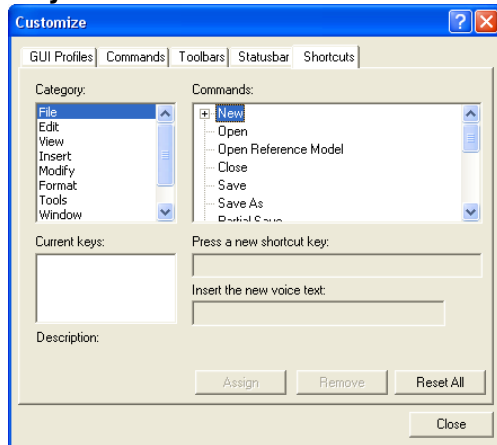 Customize
GUI Profiles Commands Toolbars Statusbar Shortcuts
Category:
File
Edit
View
Insert
Modify
Format
Tools
Window
Commands:
New
Open
Open Reference Model
Close
Save
Save As
Partial Save
Current keys:
Press a new shortcut key:
Insert the new voice text:
Description:
Assign Remove Reset All
Close